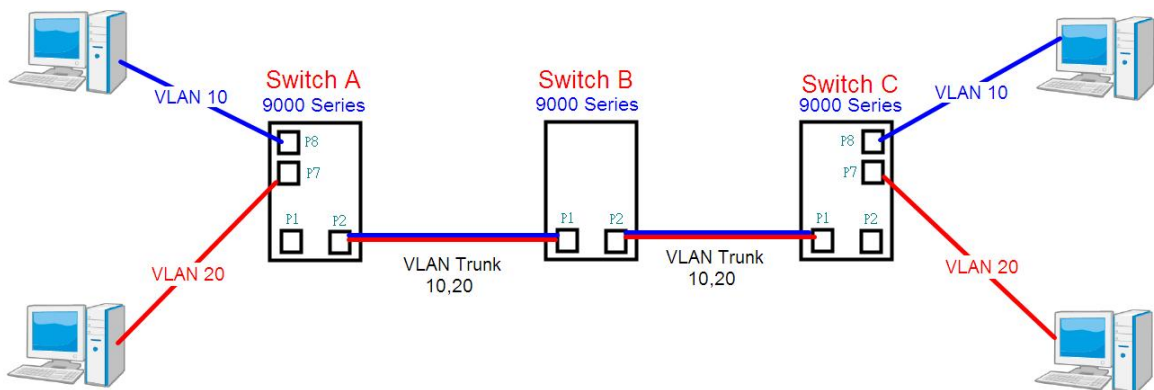 Switch A
9000 Series
Switch B
9000 Series
Switch C
9000 Series
VLAN 10
VLAN 10
P8
P7
P1
P2
P1
P2
P8
P7
P1
P2
VLAN 20
VLAN Trunk
10,20
VLAN Trunk
10,20
VLAN 20